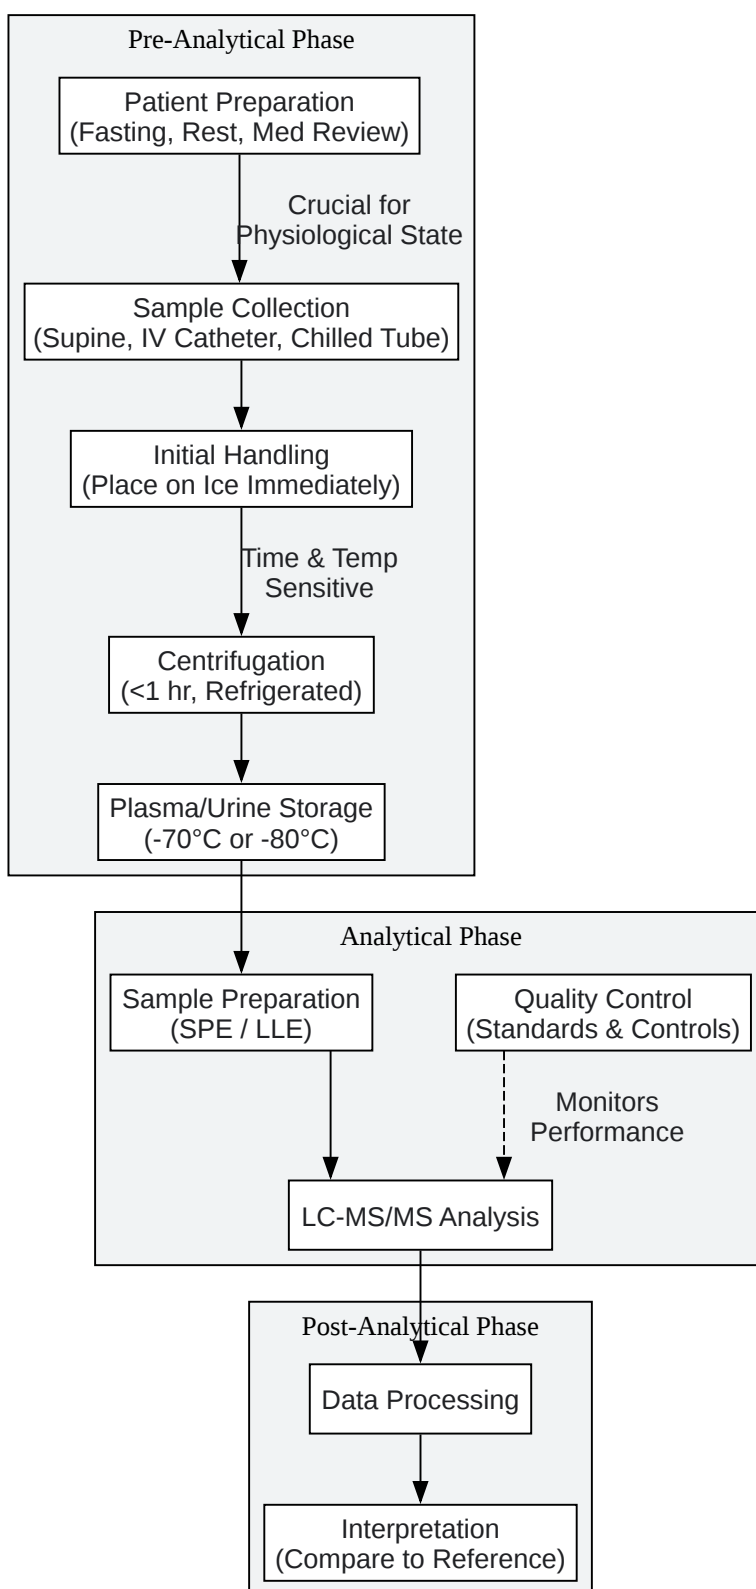 Pre-Analytical Phase
Patient Preparation
(Fasting, Rest, Med Review)
Crucial for
Physiological State
Sample Collection
(Supine, IV Catheter, Chilled Tube)
Initial Handling
(Place on Ice Immediately)
Time & Temp
Sensitive
Centrifugation
(<1 hr, Refrigerated)
Plasma/Urine Storage
(-70°C or -80°C)
Analytical Phase
Sample Preparation
(SPE / LLE)
Quality Control
(Standards & Controls)
Monitors
Performance
LC-MS/MS Analysis
Post-Analytical Phase
Data Processing
Interpretation
(Compare to Reference)